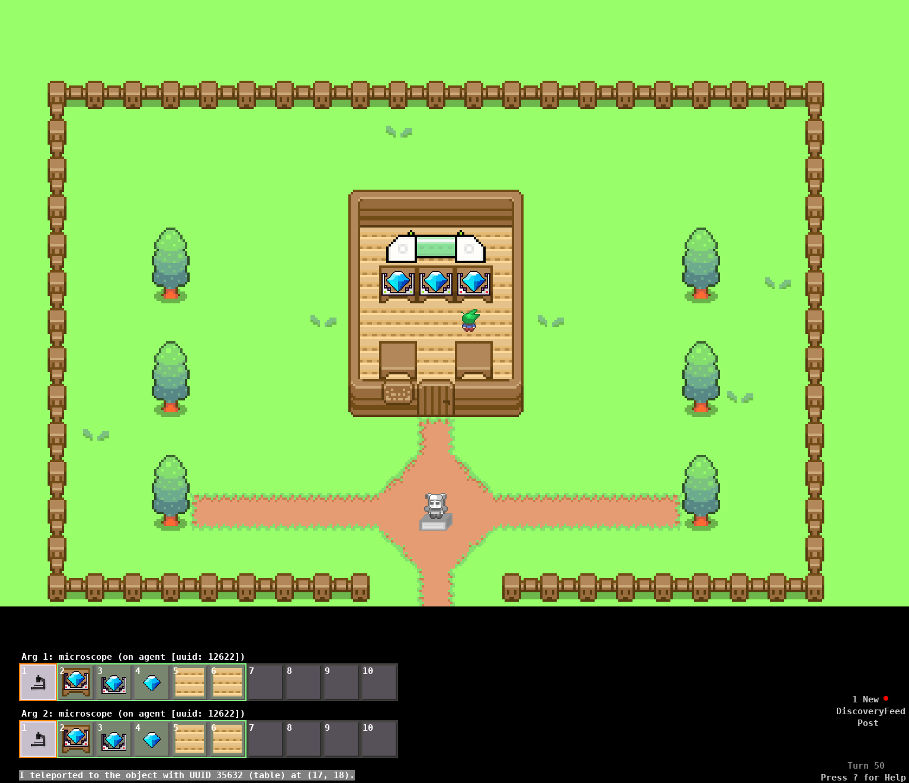 Arg 1: microscope (on agent [uuid: 12622])
1 2 3 4 5 6 7 8 9 10
Arg 2: microscope (on agent [uuid: 12622])
1 2 3 4 5 6 7 8 9 10
I teleported to the object with UUID 35632 (table) at (17, 18).
1 New
DiscoveryFeed
Post
Turn 50
Press ? for Help